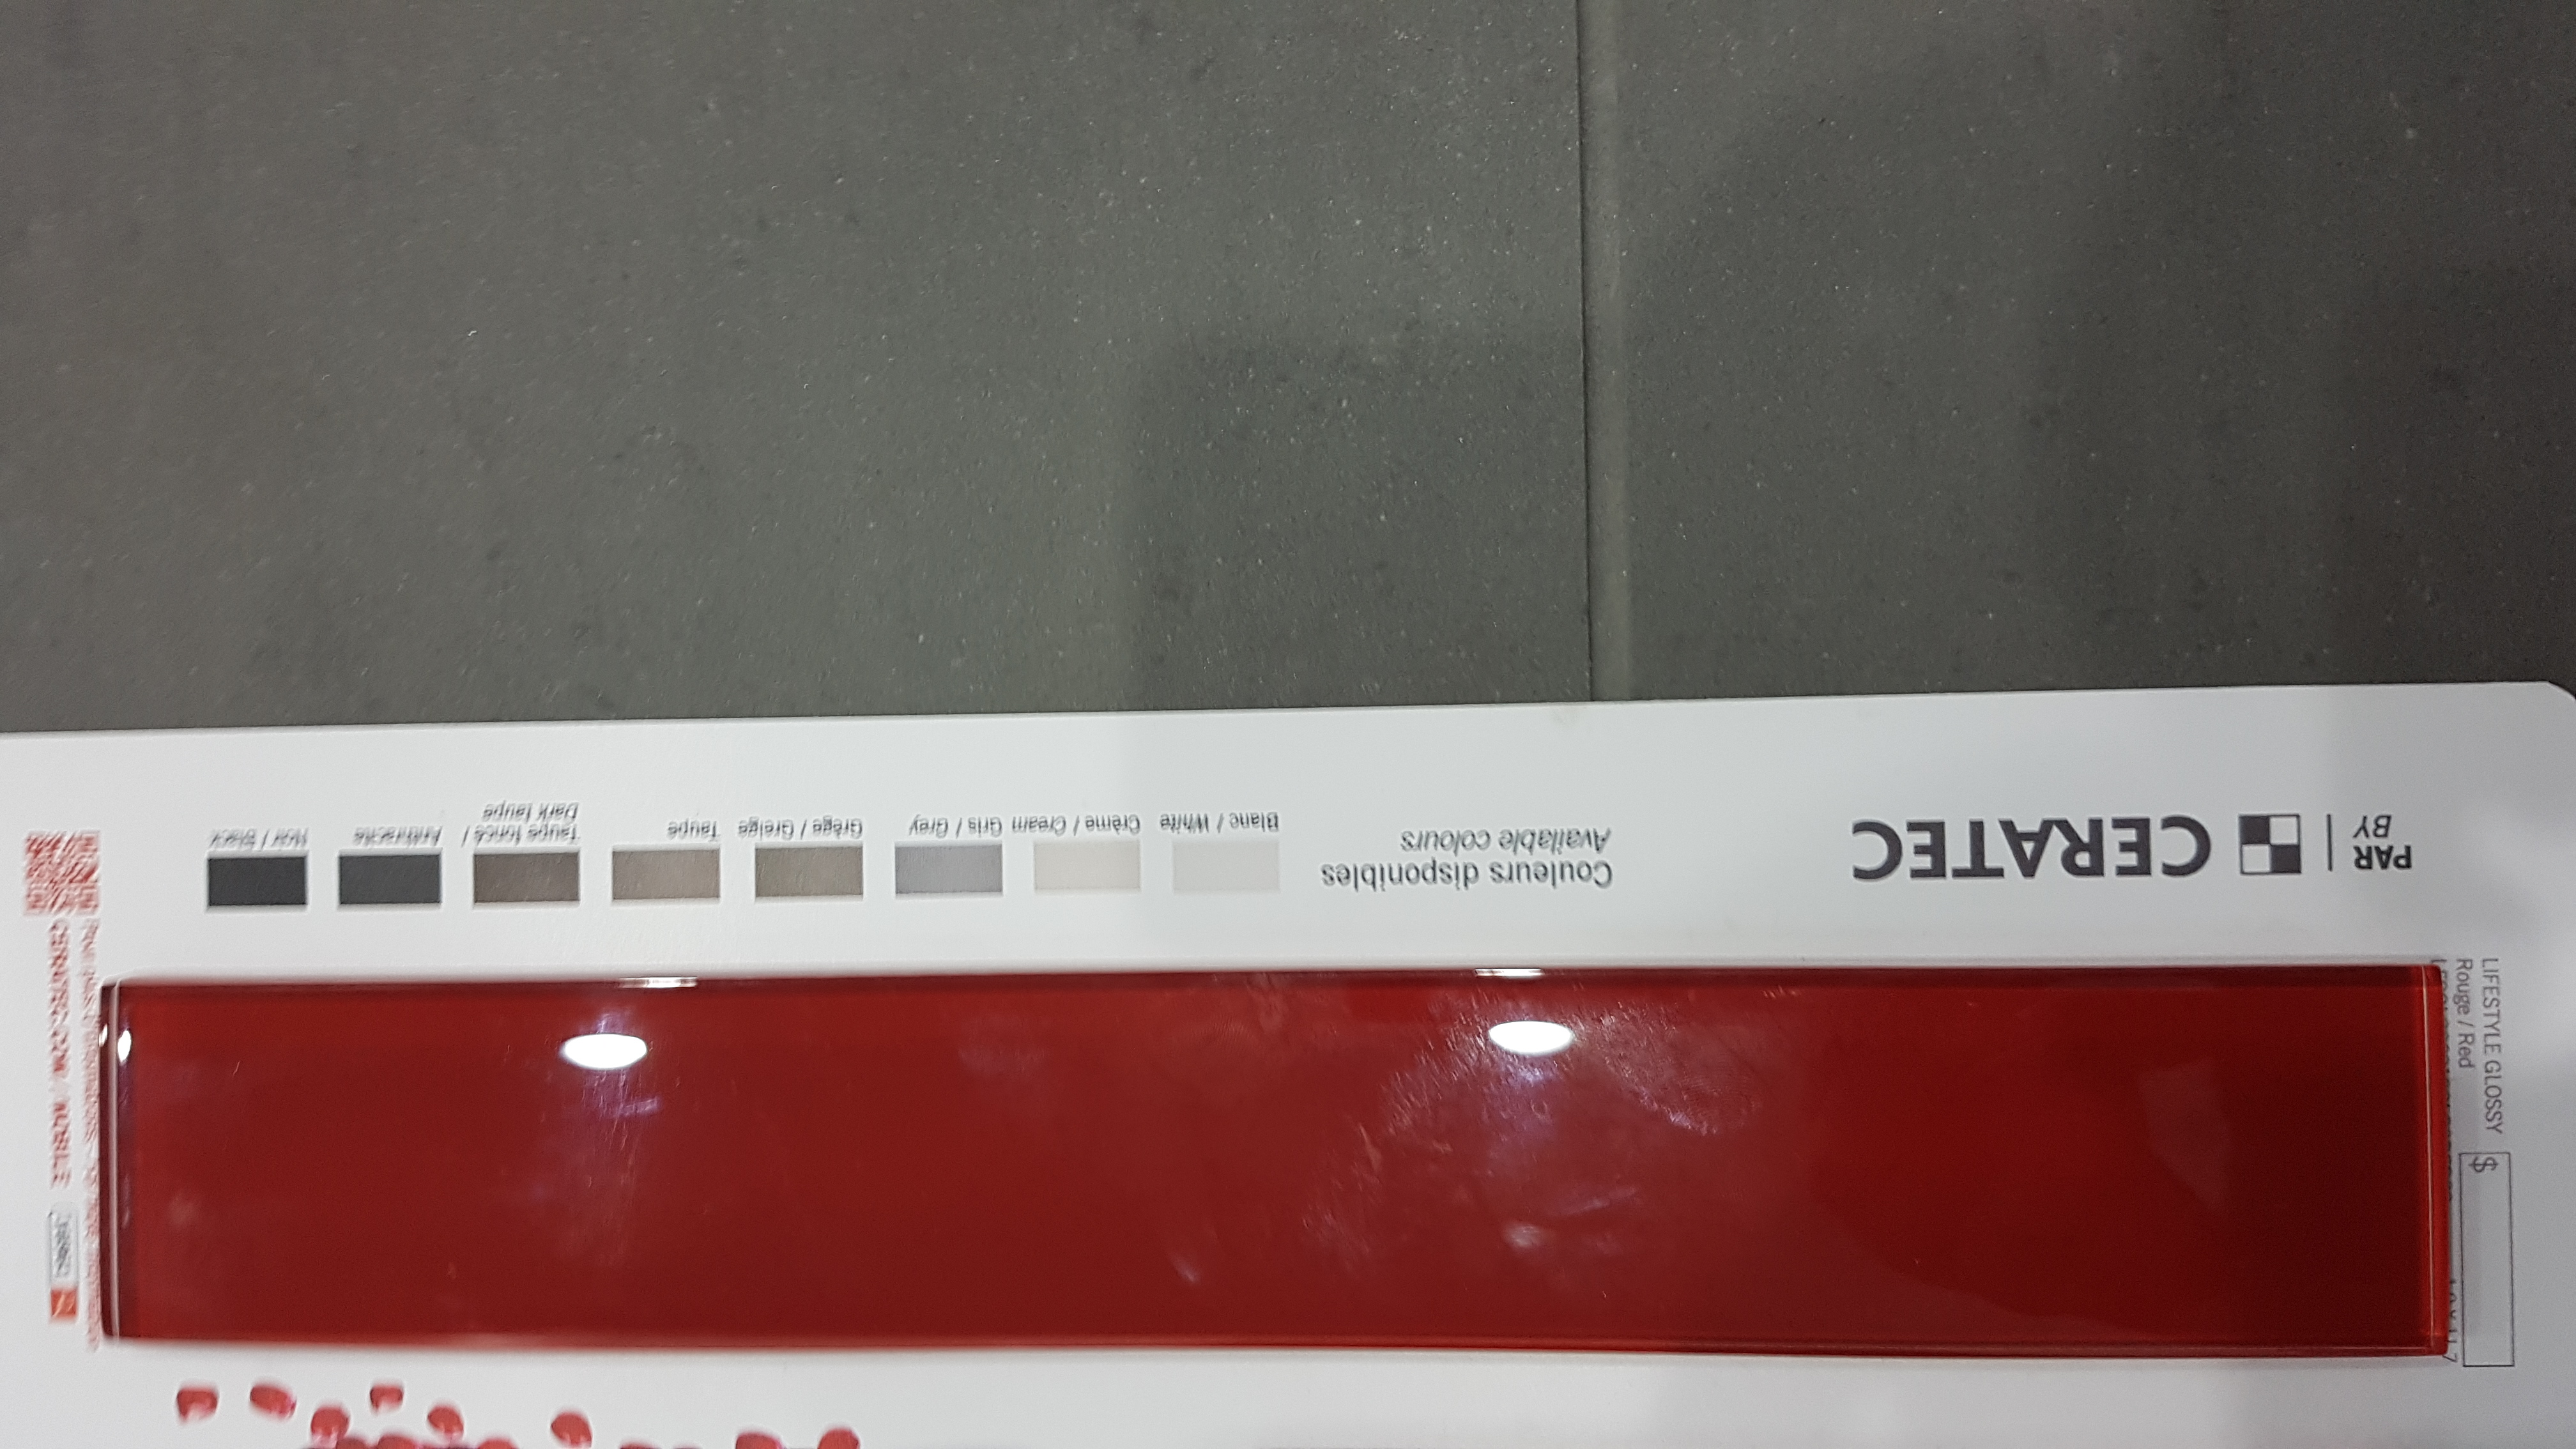 PAR
BY
CERATEC
Couleurs disponibles
Available colours
Blanc / White
Crème / Cream
Gris / Grey
Grège / Greige
Taupe
Taupe foncé /
Dark taupe
Anthracite
Noir / Black
LIFESTYLE GLOSSY
Rouge / Red
$